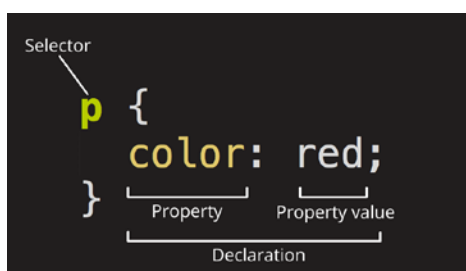 Selector
p {
color: red;
}
Property
Property value
Declaration